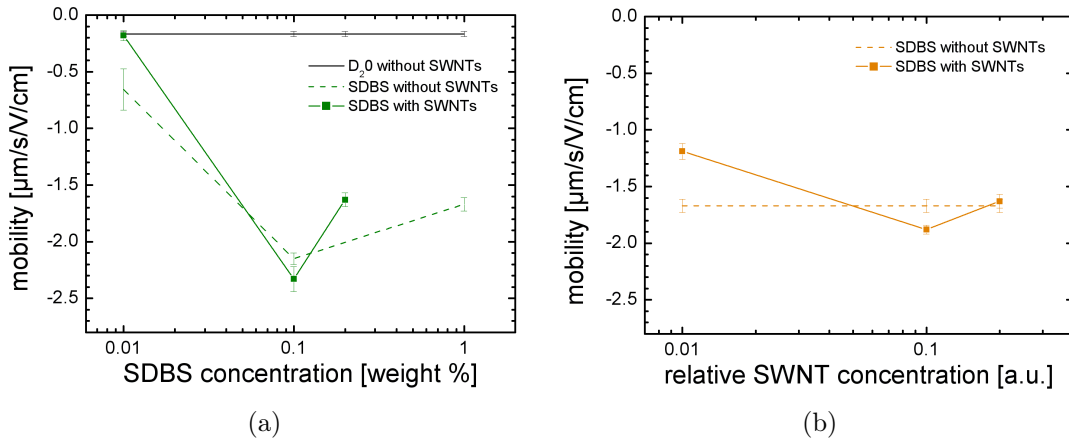 0.0
-0.5
-1.0
-1.5
-2.0
-2.5
mobility [µm/s/V/cm]
D₂0 without SWNTs
SDBS without SWNTs
SDBS with SWNTs
0.01
0.1
1
SDBS concentration [weight %]
(a)
0.0
-0.5
-1.0
-1.5
-2.0
-2.5
mobility [µm/s/V/cm]
SDBS without SWNTs
SDBS with SWNTs
0.01
0.1
relative SWNT concentration [a.u.]
(b)